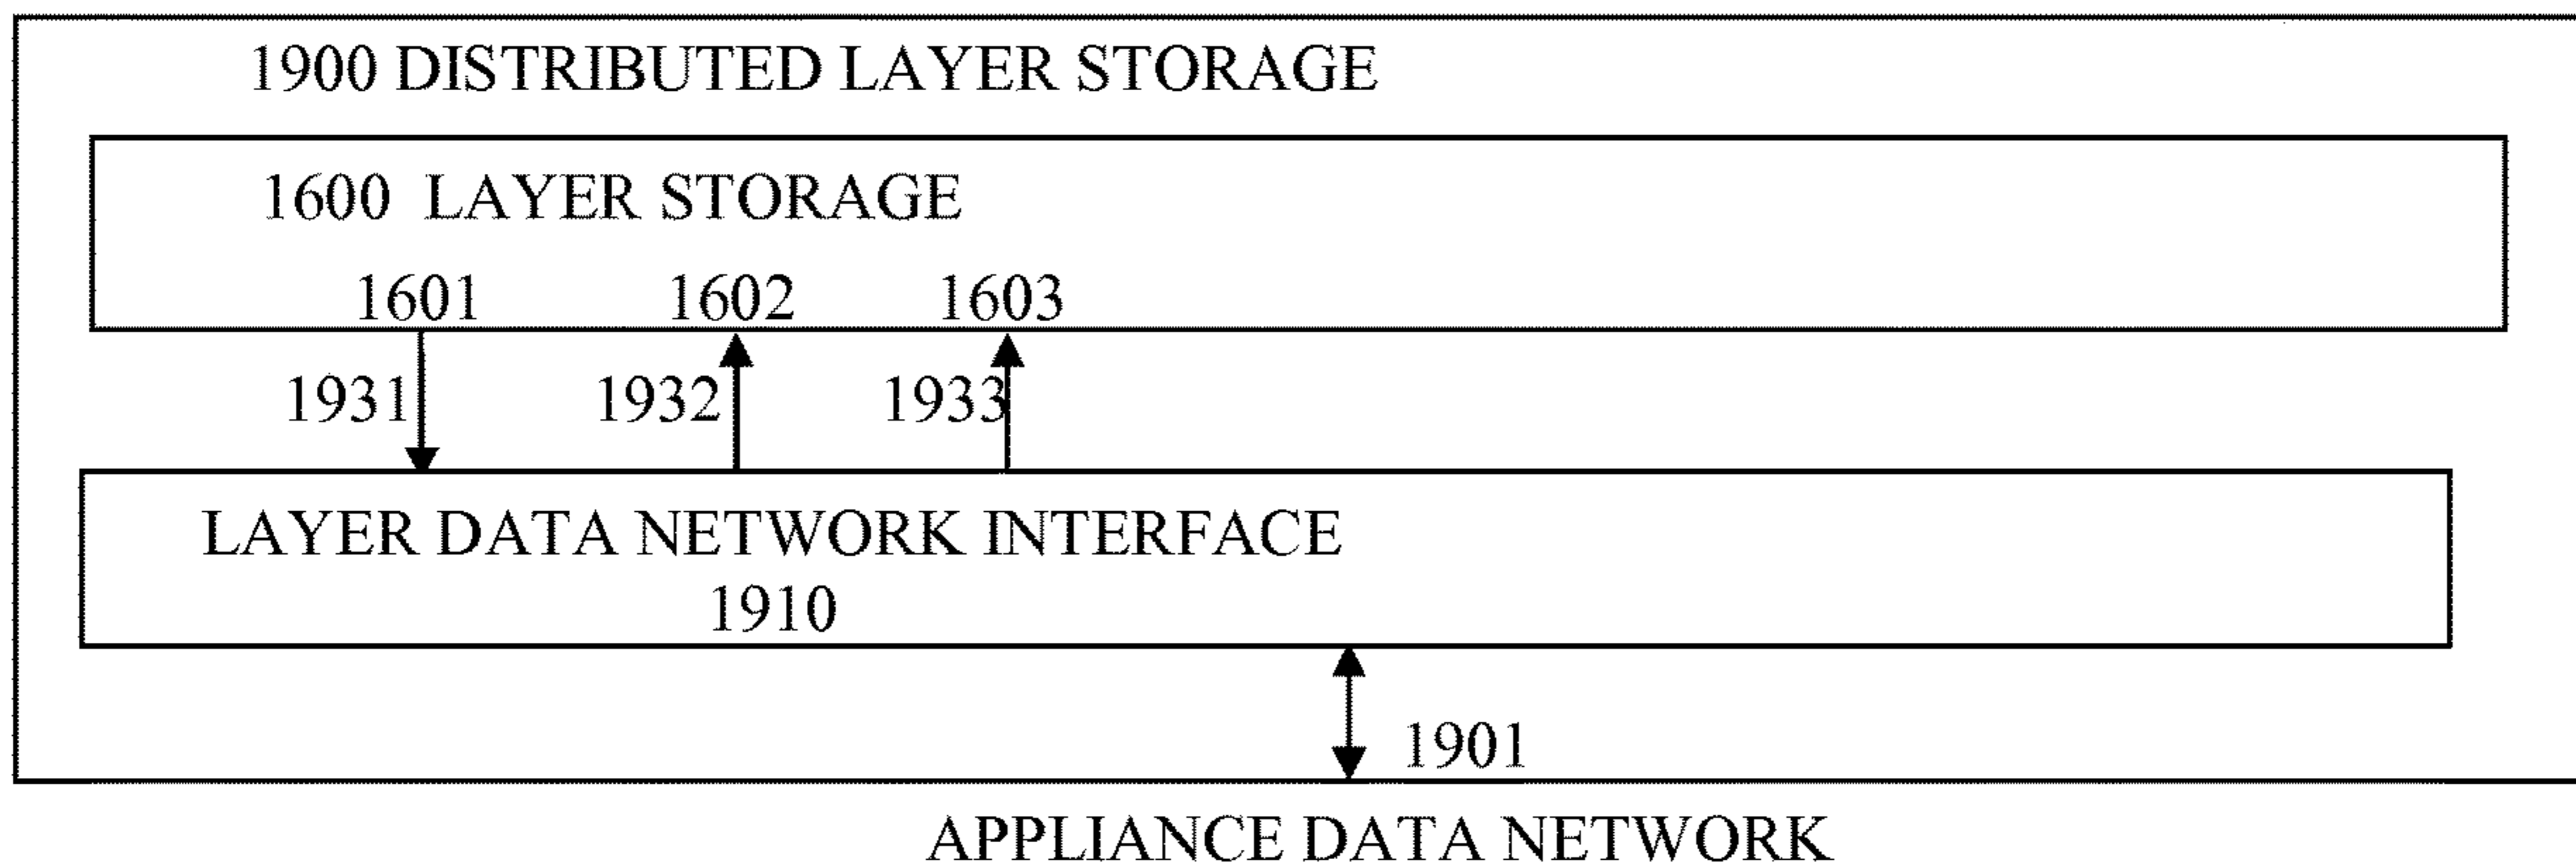 1900 DISTRIBUTED LAYER STORAGE
1600 LAYER STORAGE
1601 1602 1603
1931 1932 1933
LAYER DATA NETWORK INTERFACE
1910
1901
APPLIANCE DATA NETWORK